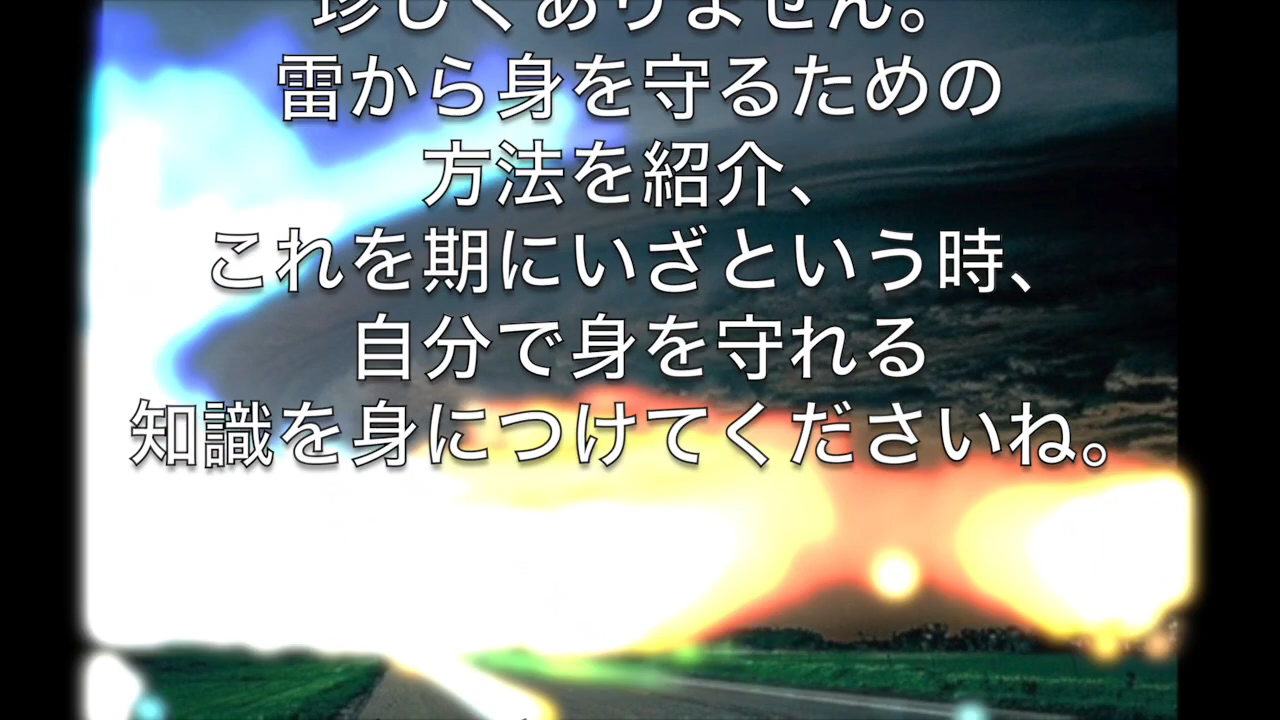 珍しくありません。
雷から身を守るための
方法を紹介、
これを期にいざという時、
自分で身を守れる
知識を身につけてくださいね。